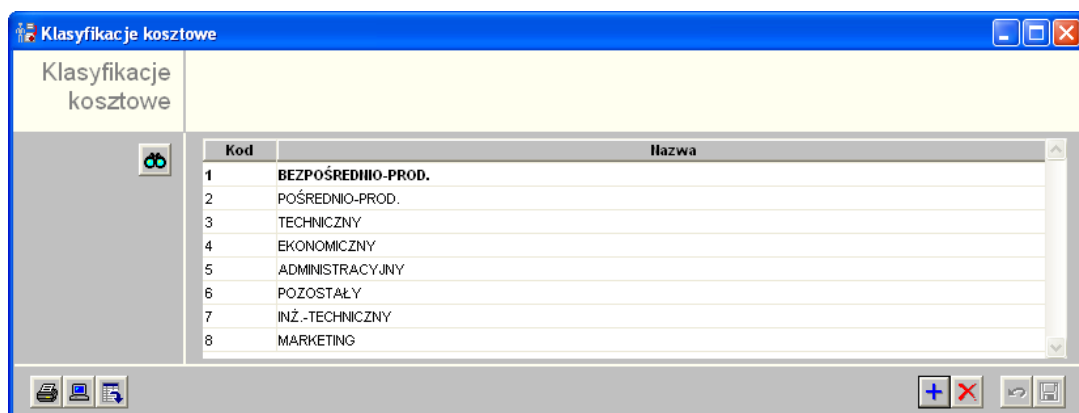 Klasyfikacje kosztowe
Klasyfikacje
kosztowe
Kod Nazwa
1 BEZPOŚREDNIO-PROD.
2 POŚREDNIO-PROD.
3 TECHNICZNY
4 EKONOMICZNY
5 ADMINISTRACYJNY
6 POZOSTAŁY
7 INŻ.-TECHNICZNY
8 MARKETING